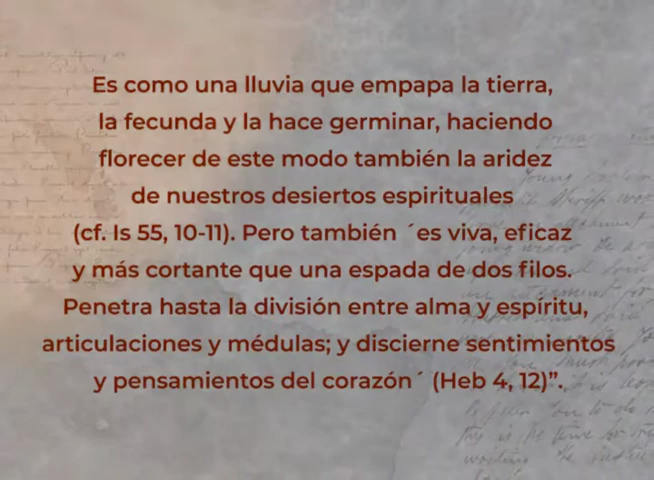 Es como una lluvia que empapa la tierra,
la fecunda y la hace germinar, haciendo
florecer de este modo también la aridez
de nuestros desiertos espirituales
(cf. Is 55, 10-11). Pero también ´es viva, eficaz
y más cortante que una espada de dos filos.
Penetra hasta la división entre alma y espíritu,
articulaciones y médulas; y discierne sentimientos
y pensamientos del corazón´ (Heb 4, 12)”.